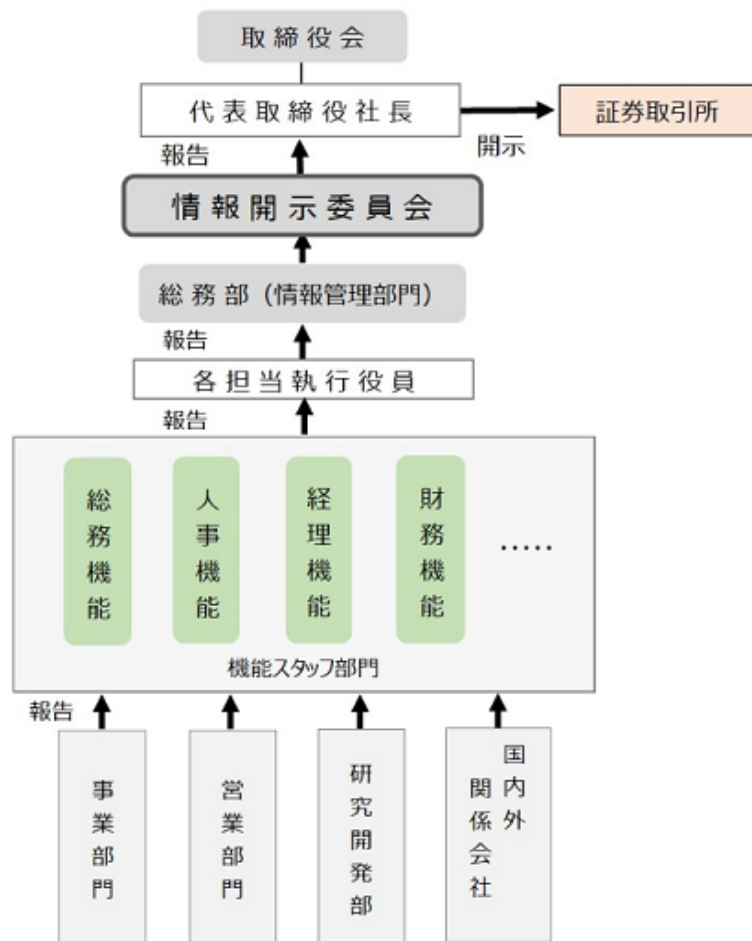 取締役会
代表取締役社長
証券取引所
報告
開示
情報開示委員会
総務部（情報管理部門）
報告
各担当執行役員
報告
総務機能
人事機能
経理機能
財務機能
・・・・・
機能スタッフ部門
報告
事業部門
営業部門
研究開発部
国内外
関係会社